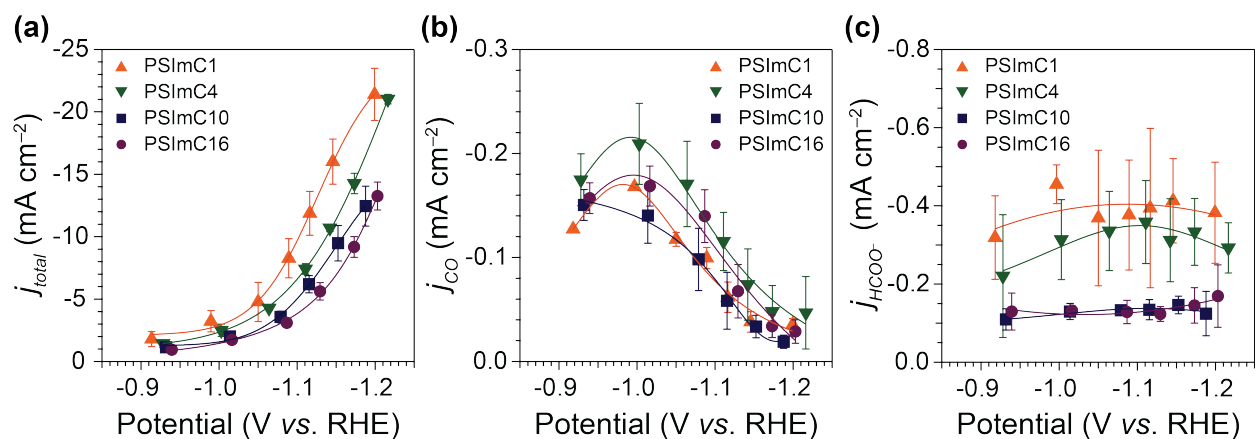 (a)
-25
-20
-15
-10
-5
0
j_total (mA cm⁻²)
PSImC1
PSImC4
PSImC10
PSImC16
-0.9 -1.0 -1.1 -1.2
Potential (V vs. RHE)
(b)
-0.3
-0.2
-0.1
0.0
j_CO (mA cm⁻²)
PSImC1
PSImC4
PSImC10
PSImC16
-0.9 -1.0 -1.1 -1.2
Potential (V vs. RHE)
(c)
-0.8
-0.6
-0.4
-0.2
0.0
j_HCOO⁻ (mA cm⁻²)
PSImC1
PSImC4
PSImC10
PSImC16
-0.9 -1.0 -1.1 -1.2
Potential (V vs. RHE)